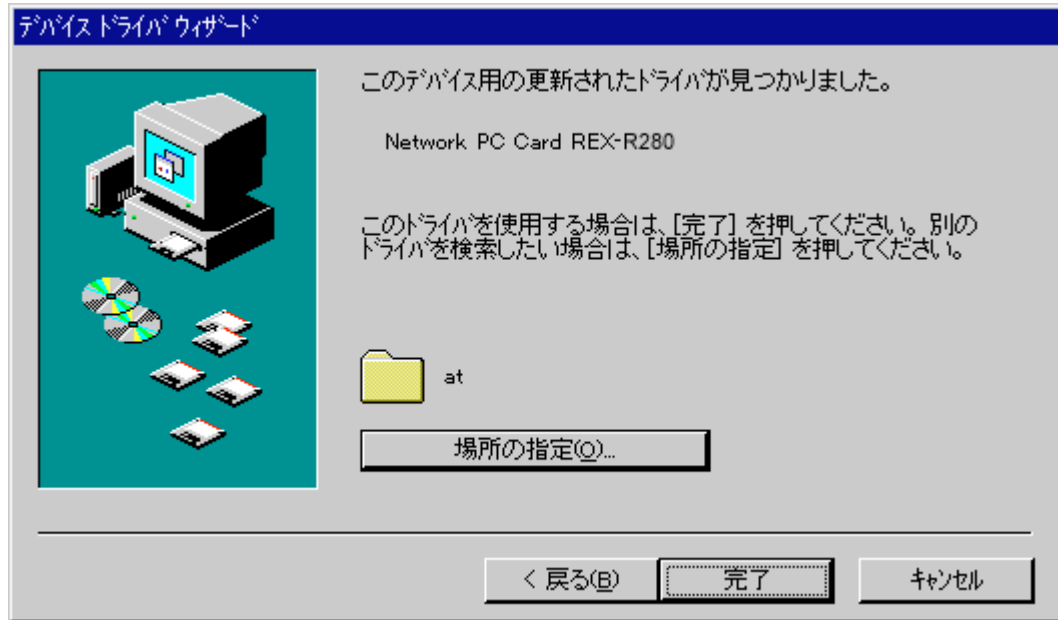 ﾃﾞﾊﾞｲｽ ﾄﾞﾗｲﾊﾞ ｳｨｻﾞｰﾄﾞ
このﾃﾞﾊﾞｲｽ用の更新されたﾄﾞﾗｲﾊﾞが見つかりました。
Network PC Card REX-R280
このﾄﾞﾗｲﾊﾞを使用する場合は、[完了] を押してください。別の
ﾄﾞﾗｲﾊﾞを検索したい場合は、[場所の指定] を押してください。
at
場所の指定(O)...
< 戻る(B)
完了
ｷｬﾝｾﾙ